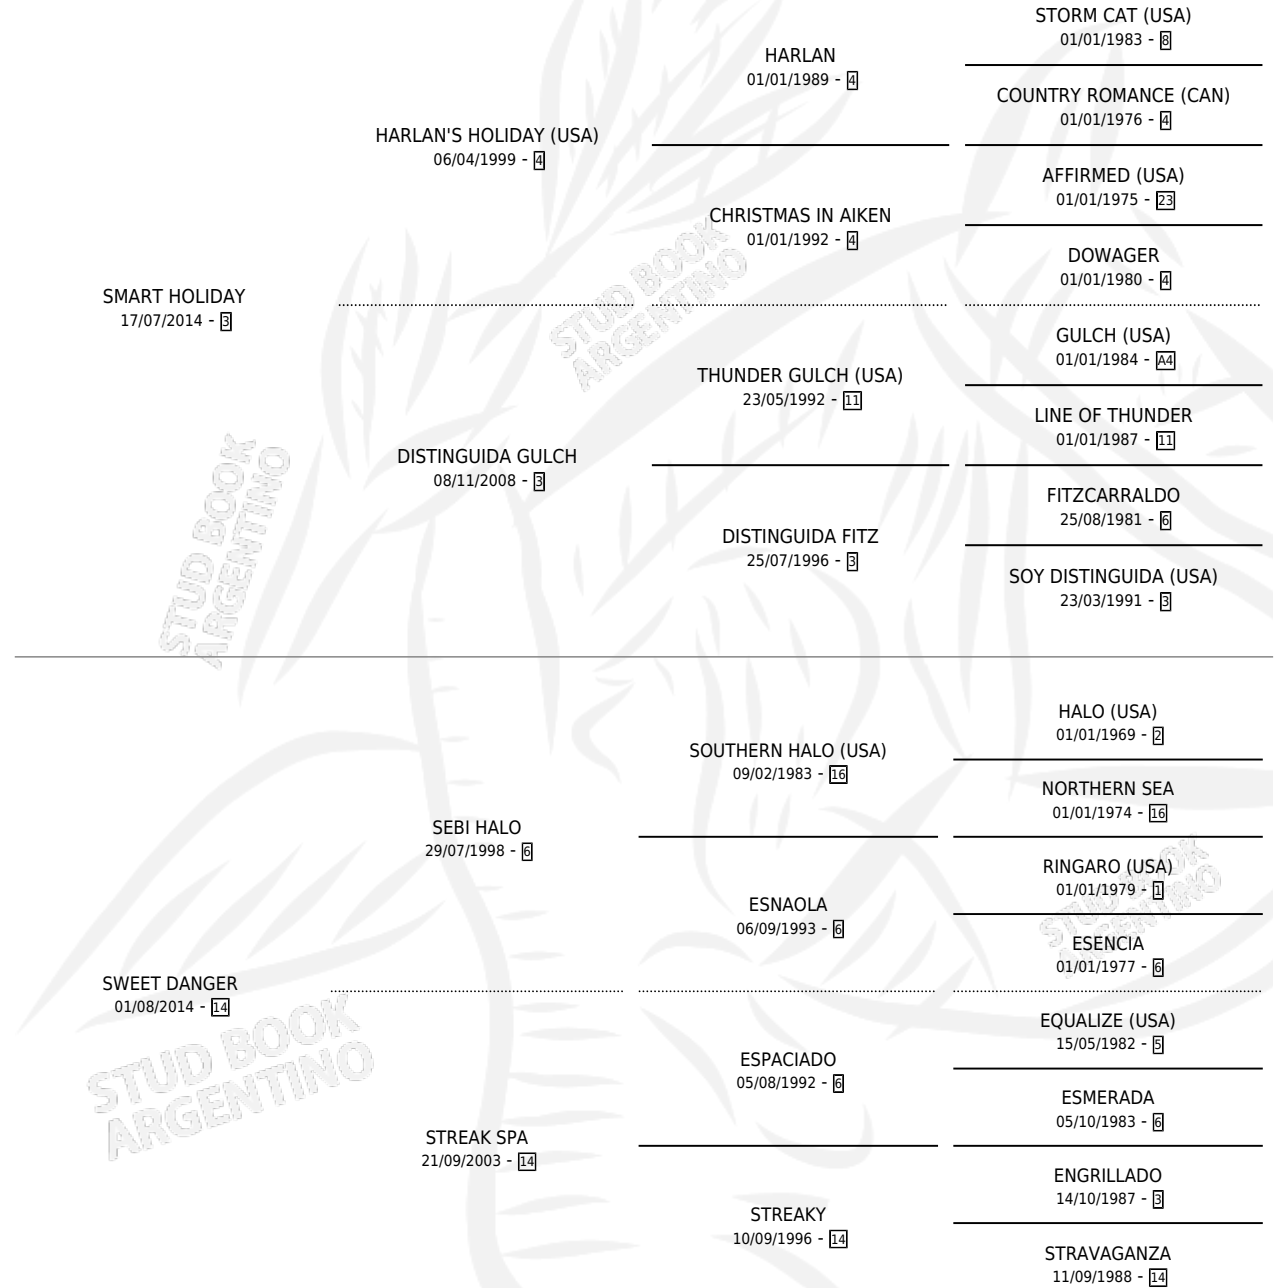 STORM CAT (USA)
01/01/1983 - 8
HARLAN
01/01/1989 - 4
COUNTRY ROMANCE (CAN)
01/01/1976 - 4
HARLAN'S HOLIDAY (USA)
06/04/1999 - 4
AFFIRMED (USA)
01/01/1975 - 23
CHRISTMAS IN AIKEN
01/01/1992 - 4
DOWAGER
01/01/1980 - 4
SMART HOLIDAY
17/07/2014 - 3
GULCH (USA)
01/01/1984 - A4
THUNDER GULCH (USA)
23/05/1992 - 11
LINE OF THUNDER
01/01/1987 - 11
DISTINGUIDA GULCH
08/11/2008 - 3
FITZCARRALDO
25/08/1981 - 6
DISTINGUIDA FITZ
25/07/1996 - 3
SOY DISTINGUIDA (USA)
23/03/1991 - 3
STUD BOOK
ARGENTINO
STUD BOOK
ARGENTINO
HALO (USA)
01/01/1969 - 2
SOUTHERN HALO (USA)
09/02/1983 - 16
NORTHERN SEA
01/01/1974 - 16
SEBI HALO
29/07/1998 - 6
RINGARO (USA)
01/01/1979 - 1
ESNAOLA
06/09/1993 - 6
ESENCIA
01/01/1977 - 6
STUD BOOK
ARGENTINO
SWEET DANGER
01/08/2014 - 14
EQUALIZE (USA)
15/05/1982 - 5
ESPACIADO
05/08/1992 - 6
ESMERADA
05/10/1983 - 6
STREAK SPA
21/09/2003 - 14
ENGRILLADO
14/10/1987 - 3
STREAKY
10/09/1996 - 14
STRAVAGANZA
11/09/1988 - 14
STUD BOOK
ARGENTINO